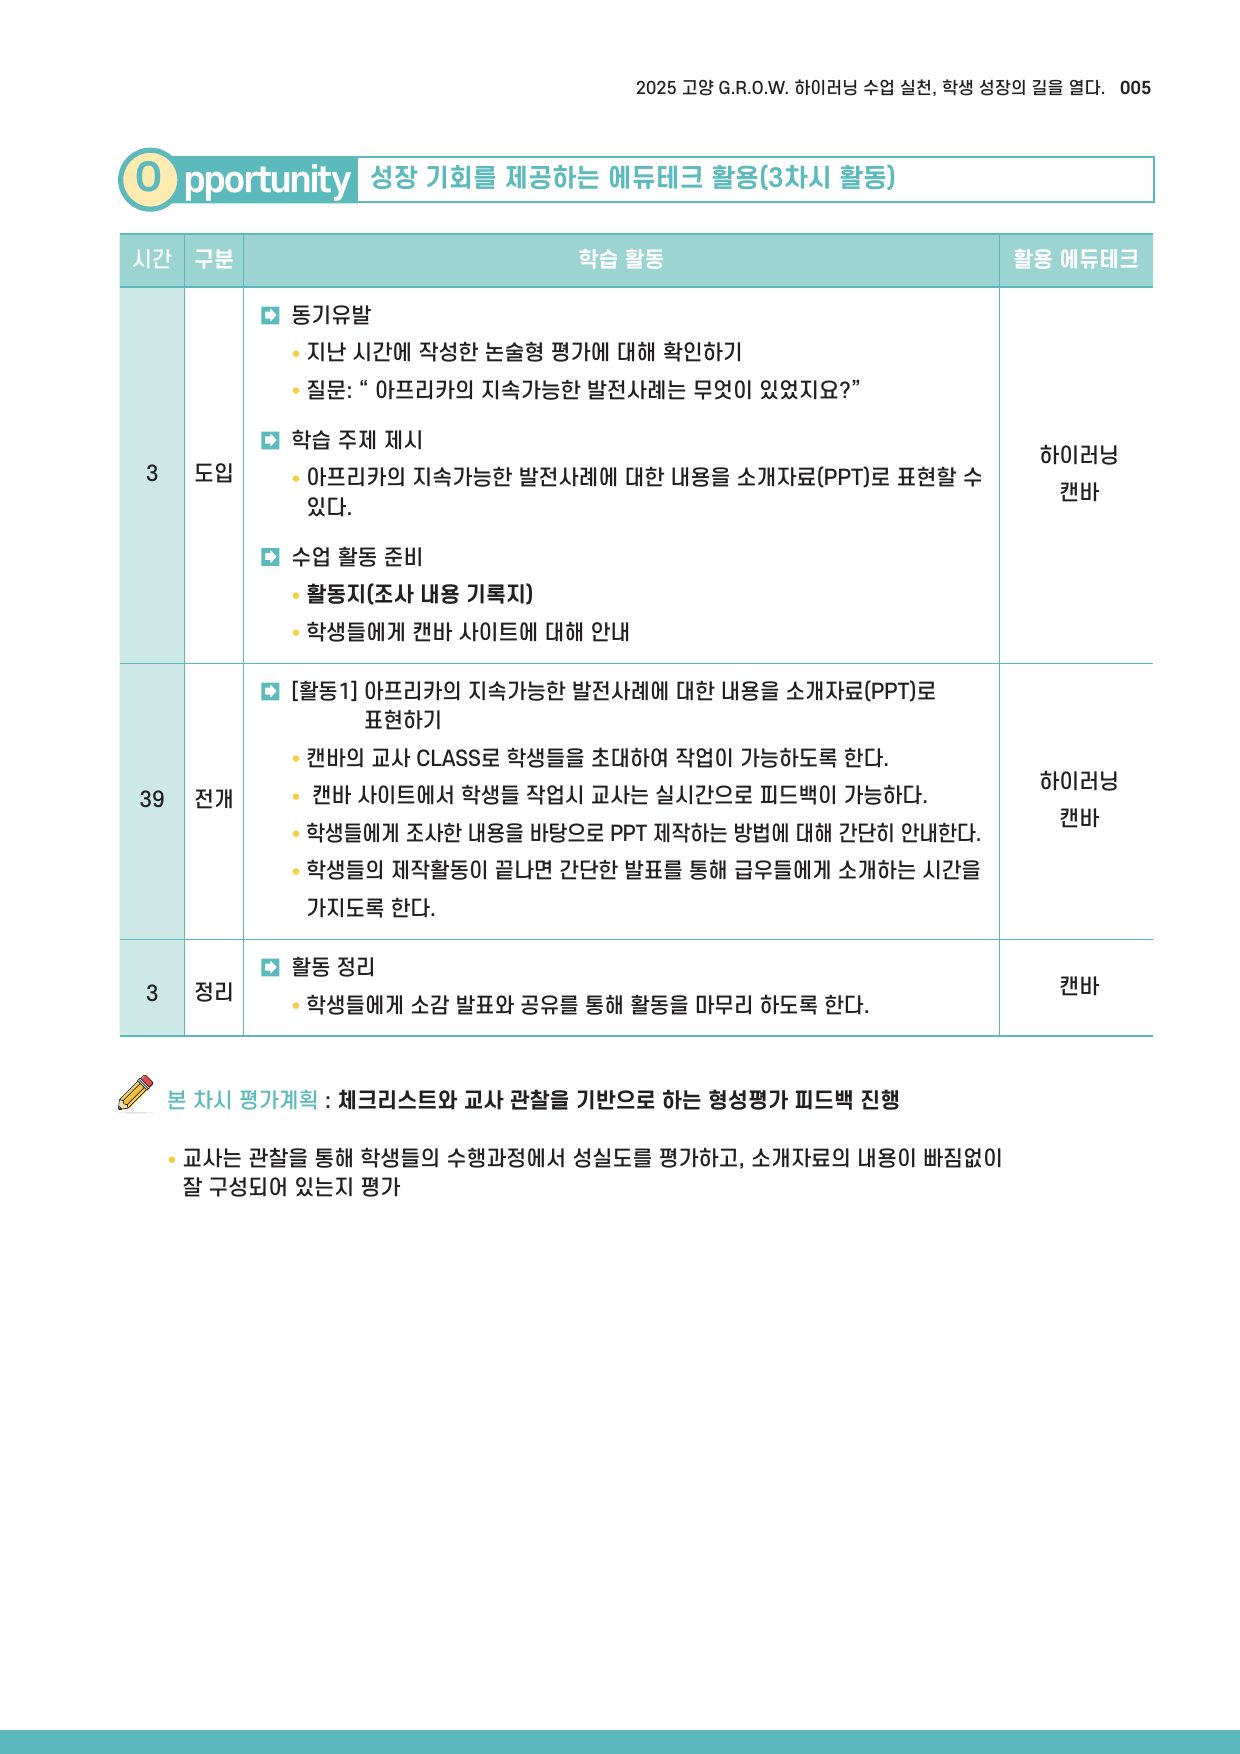 2025 고양 G.R.O.W. 하이러닝 수업 실천, 학생 성장의 길을 열다. 005
Opportunity 성장 기회를 제공하는 에듀테크 활용(3차시 활동)
시간 구분 학습 활동 활용 에듀테크
동기유발
• 지난 시간에 작성한 논술형 평가에 대해 확인하기
• 질문: “ 아프리카의 지속가능한 발전사례는 무엇이 있었지요?”
학습 주제 제시
• 아프리카의 지속가능한 발전사례에 대한 내용을 소개자료(PPT)로 표현할 수
있다.
수업 활동 준비
• 활동지(조사 내용 기록지)
• 학생들에게 캔바 사이트에 대해 안내
3 도입
하이러닝
캔바
[활동1] 아프리카의 지속가능한 발전사례에 대한 내용을 소개자료(PPT)로
표현하기
• 캔바의 교사 CLASS로 학생들을 초대하여 작업이 가능하도록 한다.
• 캔바 사이트에서 학생들 작업시 교사는 실시간으로 피드백이 가능하다.
• 학생들에게 조사한 내용을 바탕으로 PPT 제작하는 방법에 대해 간단히 안내한다.
• 학생들의 제작활동이 끝나면 간단한 발표를 통해 급우들에게 소개하는 시간을
가지도록 한다.
39 전개
하이러닝
캔바
활동 정리
• 학생들에게 소감 발표와 공유를 통해 활동을 마무리 하도록 한다.
3 정리
캔바
본 차시 평가계획 : 체크리스트와 교사 관찰을 기반으로 하는 형성평가 피드백 진행
• 교사는 관찰을 통해 학생들의 수행과정에서 성실도를 평가하고, 소개자료의 내용이 빠짐없이
잘 구성되어 있는지 평가